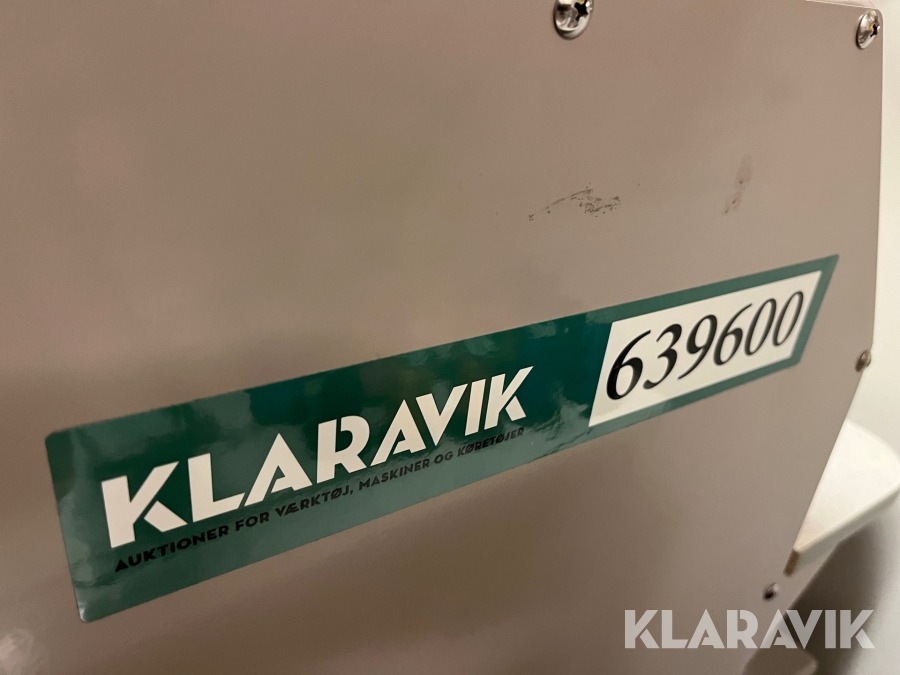 639600
KLARAVIK
AUKTIONER FOR VÆRKTØJ, MASKINER OG KØRETØJER
KLARAVIK